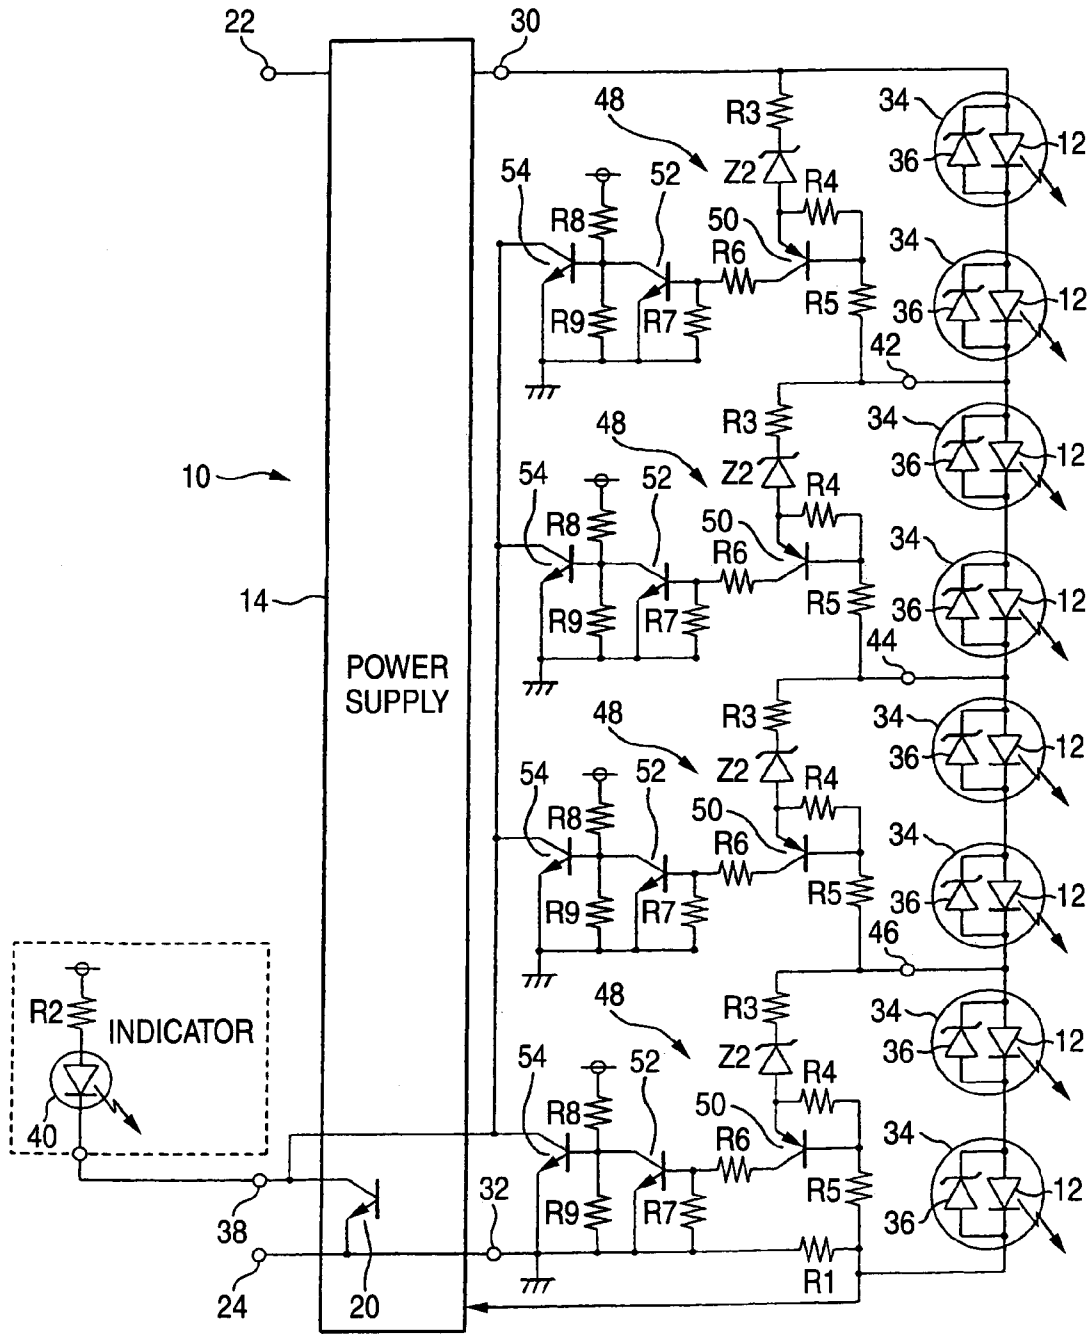 22
30
34
48
R3
12
36
54
52
Z2
R4
R8
50
34
R6
12
R9
R7
R5
36
42
34
R3
48
12
10
54
52
Z2
36
R4
R8
50
34
R6
14
12
R9
R7
R5
36
44
POWER
SUPPLY
34
R3
48
12
36
54
52
Z2
R4
R8
50
34
R6
12
R9
R7
R5
36
46
34
48
R3
R2
INDICATOR
12
36
54
52
Z2
R4
R8
50
40
34
R6
32
12
R9
R7
R5
36
38
24
20
R1